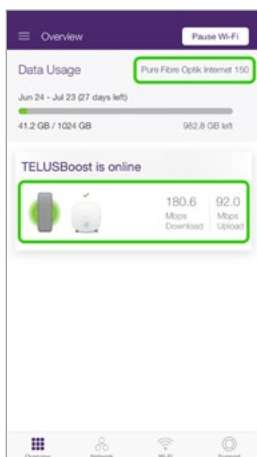 Overview
Pause Wi-Fi
Data Usage
Pure Fibre Optik Internet 150
Jun 24 - Jul 23 (27 days left)
41.2 GB / 1024 GB
982.8 GB left
TELUSBoost is online
180.6
Mbps
Download
92.0
Mbps
Upload
Overview
Network
Wi-Fi
Support